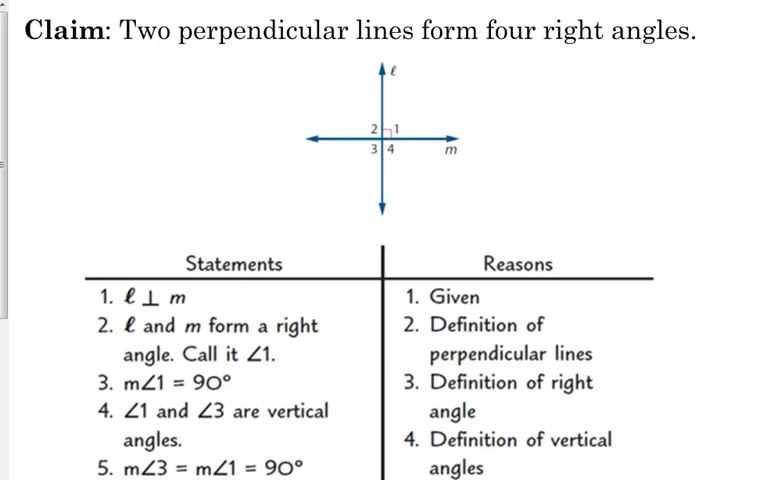 Claim: Two perpendicular lines form four right angles.
ℓ
2 1
3 4
m
Statements
Reasons
1. ℓ ⊥ m
1. Given
2. ℓ and m form a right
angle. Call it ∠1.
2. Definition of
perpendicular lines
3. m∠1 = 90°
3. Definition of right
angle
4. ∠1 and ∠3 are vertical
angles.
4. Definition of vertical
angles
5. m∠3 = m∠1 = 90°